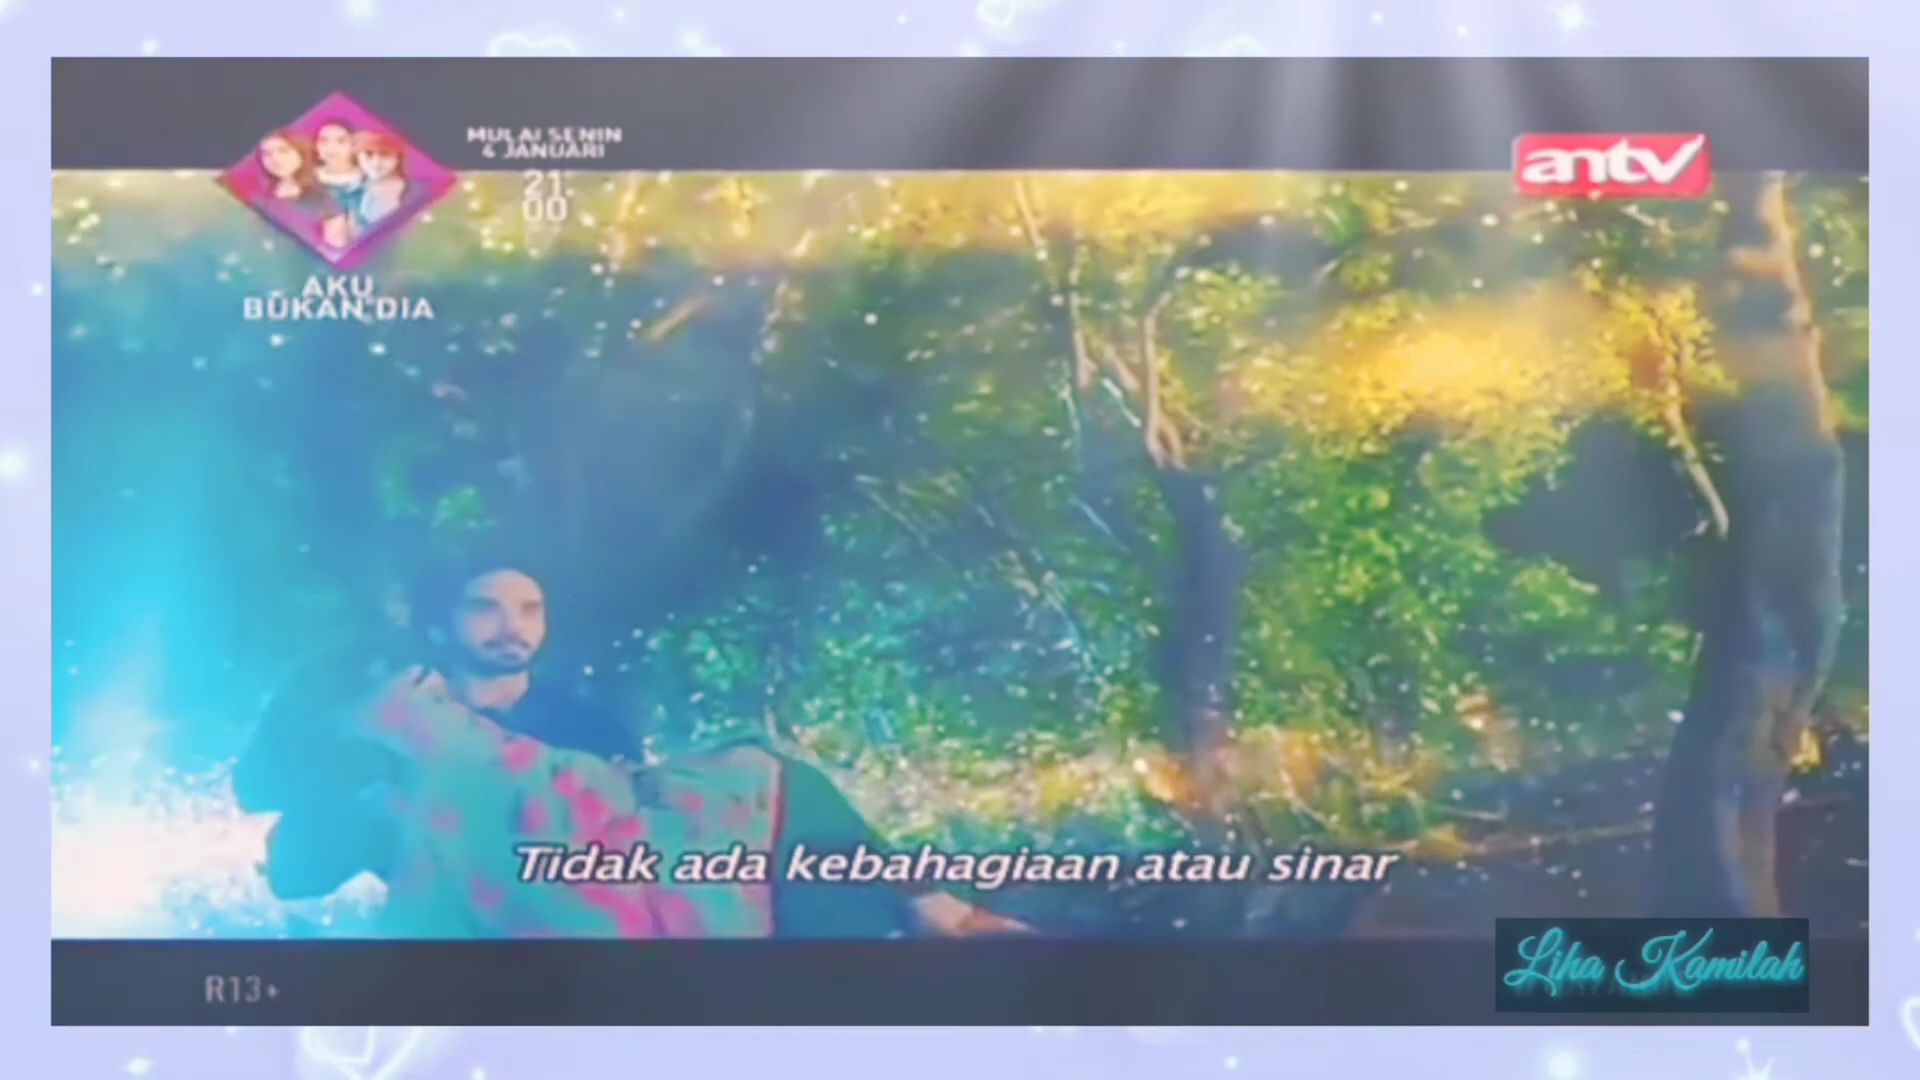 MULAI SENIN
4 JANUARI
21.
00
antv
AKU
BUKAN DIA
Tidak ada kebahagiaan atau sinar
R13+
Liha Kamilah